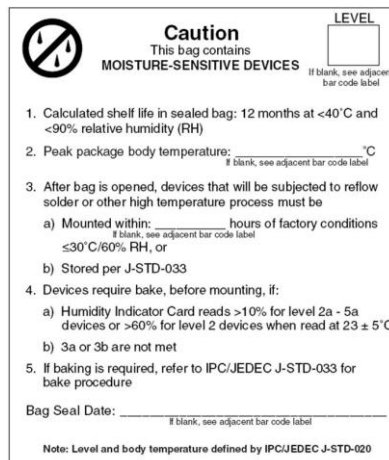 LEVEL
Caution
This bag contains
MOISTURE-SENSITIVE DEVICES
If blank, see adjacent
bar code label
1. Calculated shelf life in sealed bag: 12 months at <40˚C and
<90% relative humidity (RH)
2. Peak package body temperature: ____________________˚C
If blank, see adjacent bar code label
3. After bag is opened, devices that will be subjected to reflow
solder or other high temperature process must be
a) Mounted within: ___________ hours of factory conditions
If blank, see adjacent bar code label
≤30˚C/60% RH, or
b) Stored per J-STD-033
4. Devices require bake, before mounting, if:
a) Humidity Indicator Card reads >10% for level 2a - 5a
devices or >60% for level 2 devices when read at 23 ± 5˚C
b) 3a or 3b are not met
5. If baking is required, refer to IPC/JEDEC J-STD-033 for
bake procedure
Bag Seal Date: ____________________________________
If blank, see adjacent bar code label
Note: Level and body temperature defined by IPC/JEDEC J-STD-020